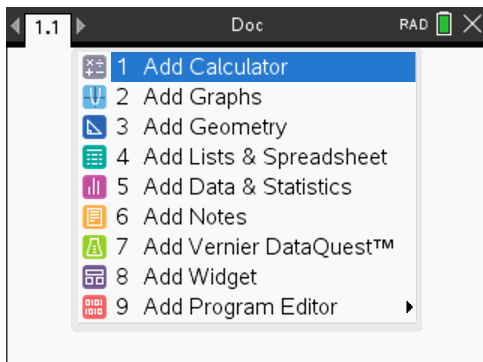 1.1 Doc RAD
1 Add Calculator
2 Add Graphs
3 Add Geometry
4 Add Lists & Spreadsheet
5 Add Data & Statistics
6 Add Notes
7 Add Vernier DataQuest™
8 Add Widget
9 Add Program Editor